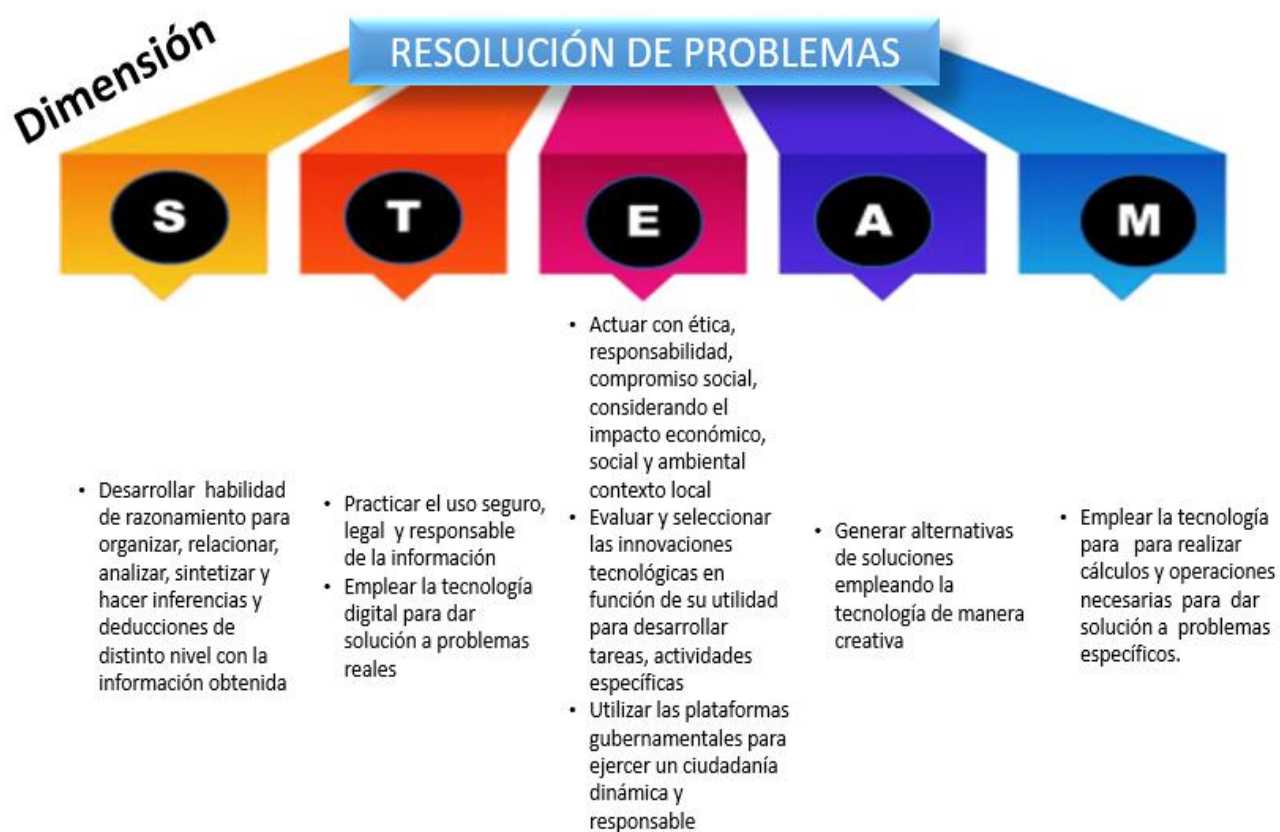 Dimensión
RESOLUCIÓN DE PROBLEMAS
S
T
E
A
M
• Desarrollar habilidad
de razonamiento para
organizar, relacionar,
analizar, sintetizar y
hacer inferencias y
deducciones de
distinto nivel con la
información obtenida
• Practicar el uso seguro,
legal y responsable
de la información
• Emplear la tecnología
digital para dar
solución a problemas
reales
• Actuar con ética,
responsabilidad,
compromiso social,
considerando el
impacto económico,
social y ambiental
contexto local
• Evaluar y seleccionar
las innovaciones
tecnológicas en
función de su utilidad
para desarrollar
tareas, actividades
específicas
• Utilizar las plataformas
gubernamentales para
ejercer un ciudadanía
dinámica y
responsable
• Generar alternativas
de soluciones
empleando la
tecnología de manera
creativa
• Emplear la tecnología
para para realizar
cálculos y operaciones
necesarias para dar
solución a problemas
específicos.